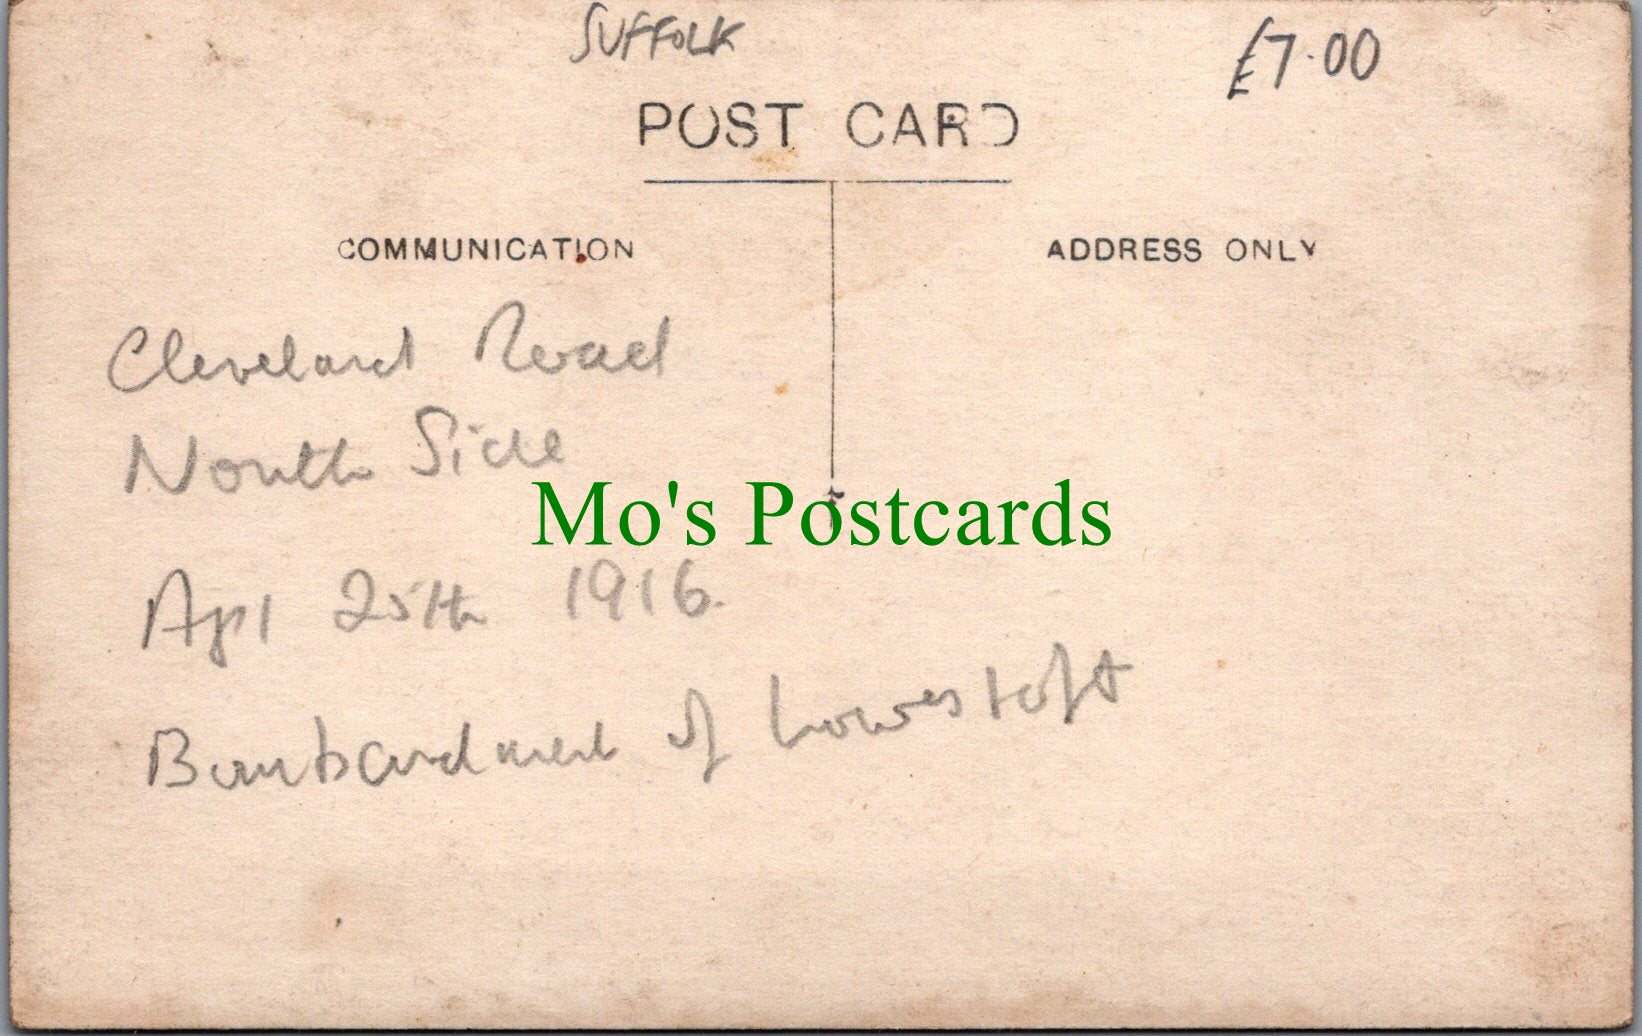 SUFFOLK
£7.00
POST CARD
COMMUNICATION
ADDRESS ONLY
Cleveland Road
North Side
Mo's Postcards
Apl 25th 1916.
Bombardment of Lowestoft